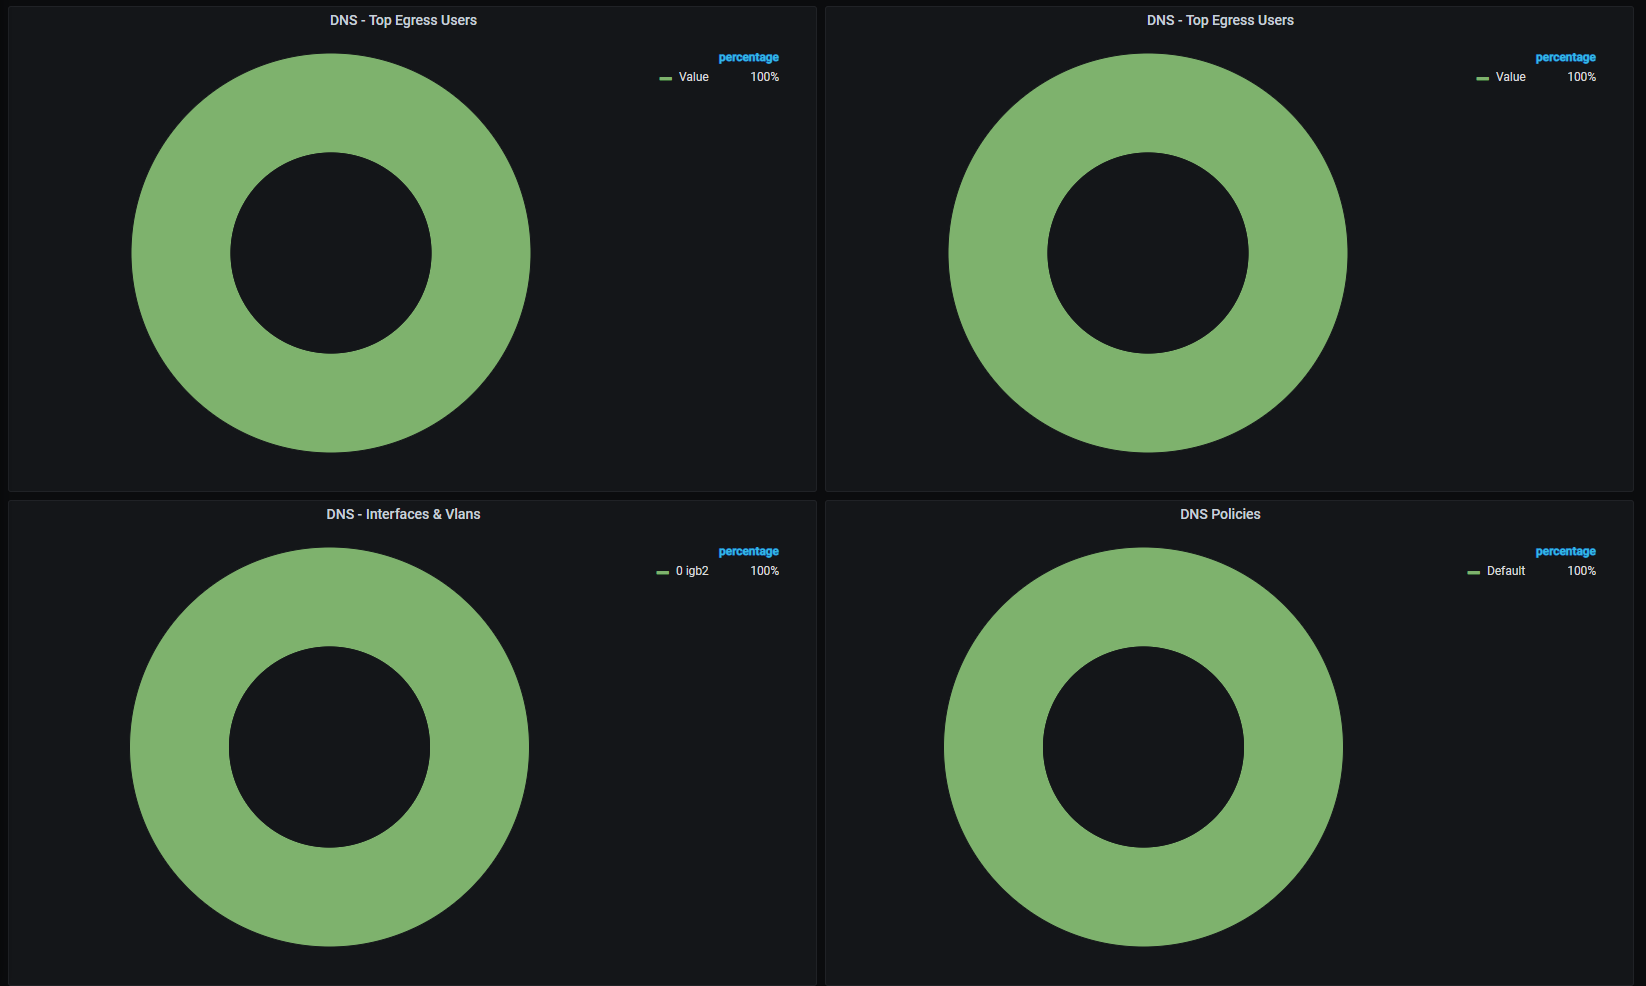 DNS - Top Egress Users
percentage
Value 100%
DNS - Top Egress Users
percentage
Value 100%
DNS - Interfaces & Vlans
percentage
0 igb2 100%
DNS Policies
percentage
Default 100%